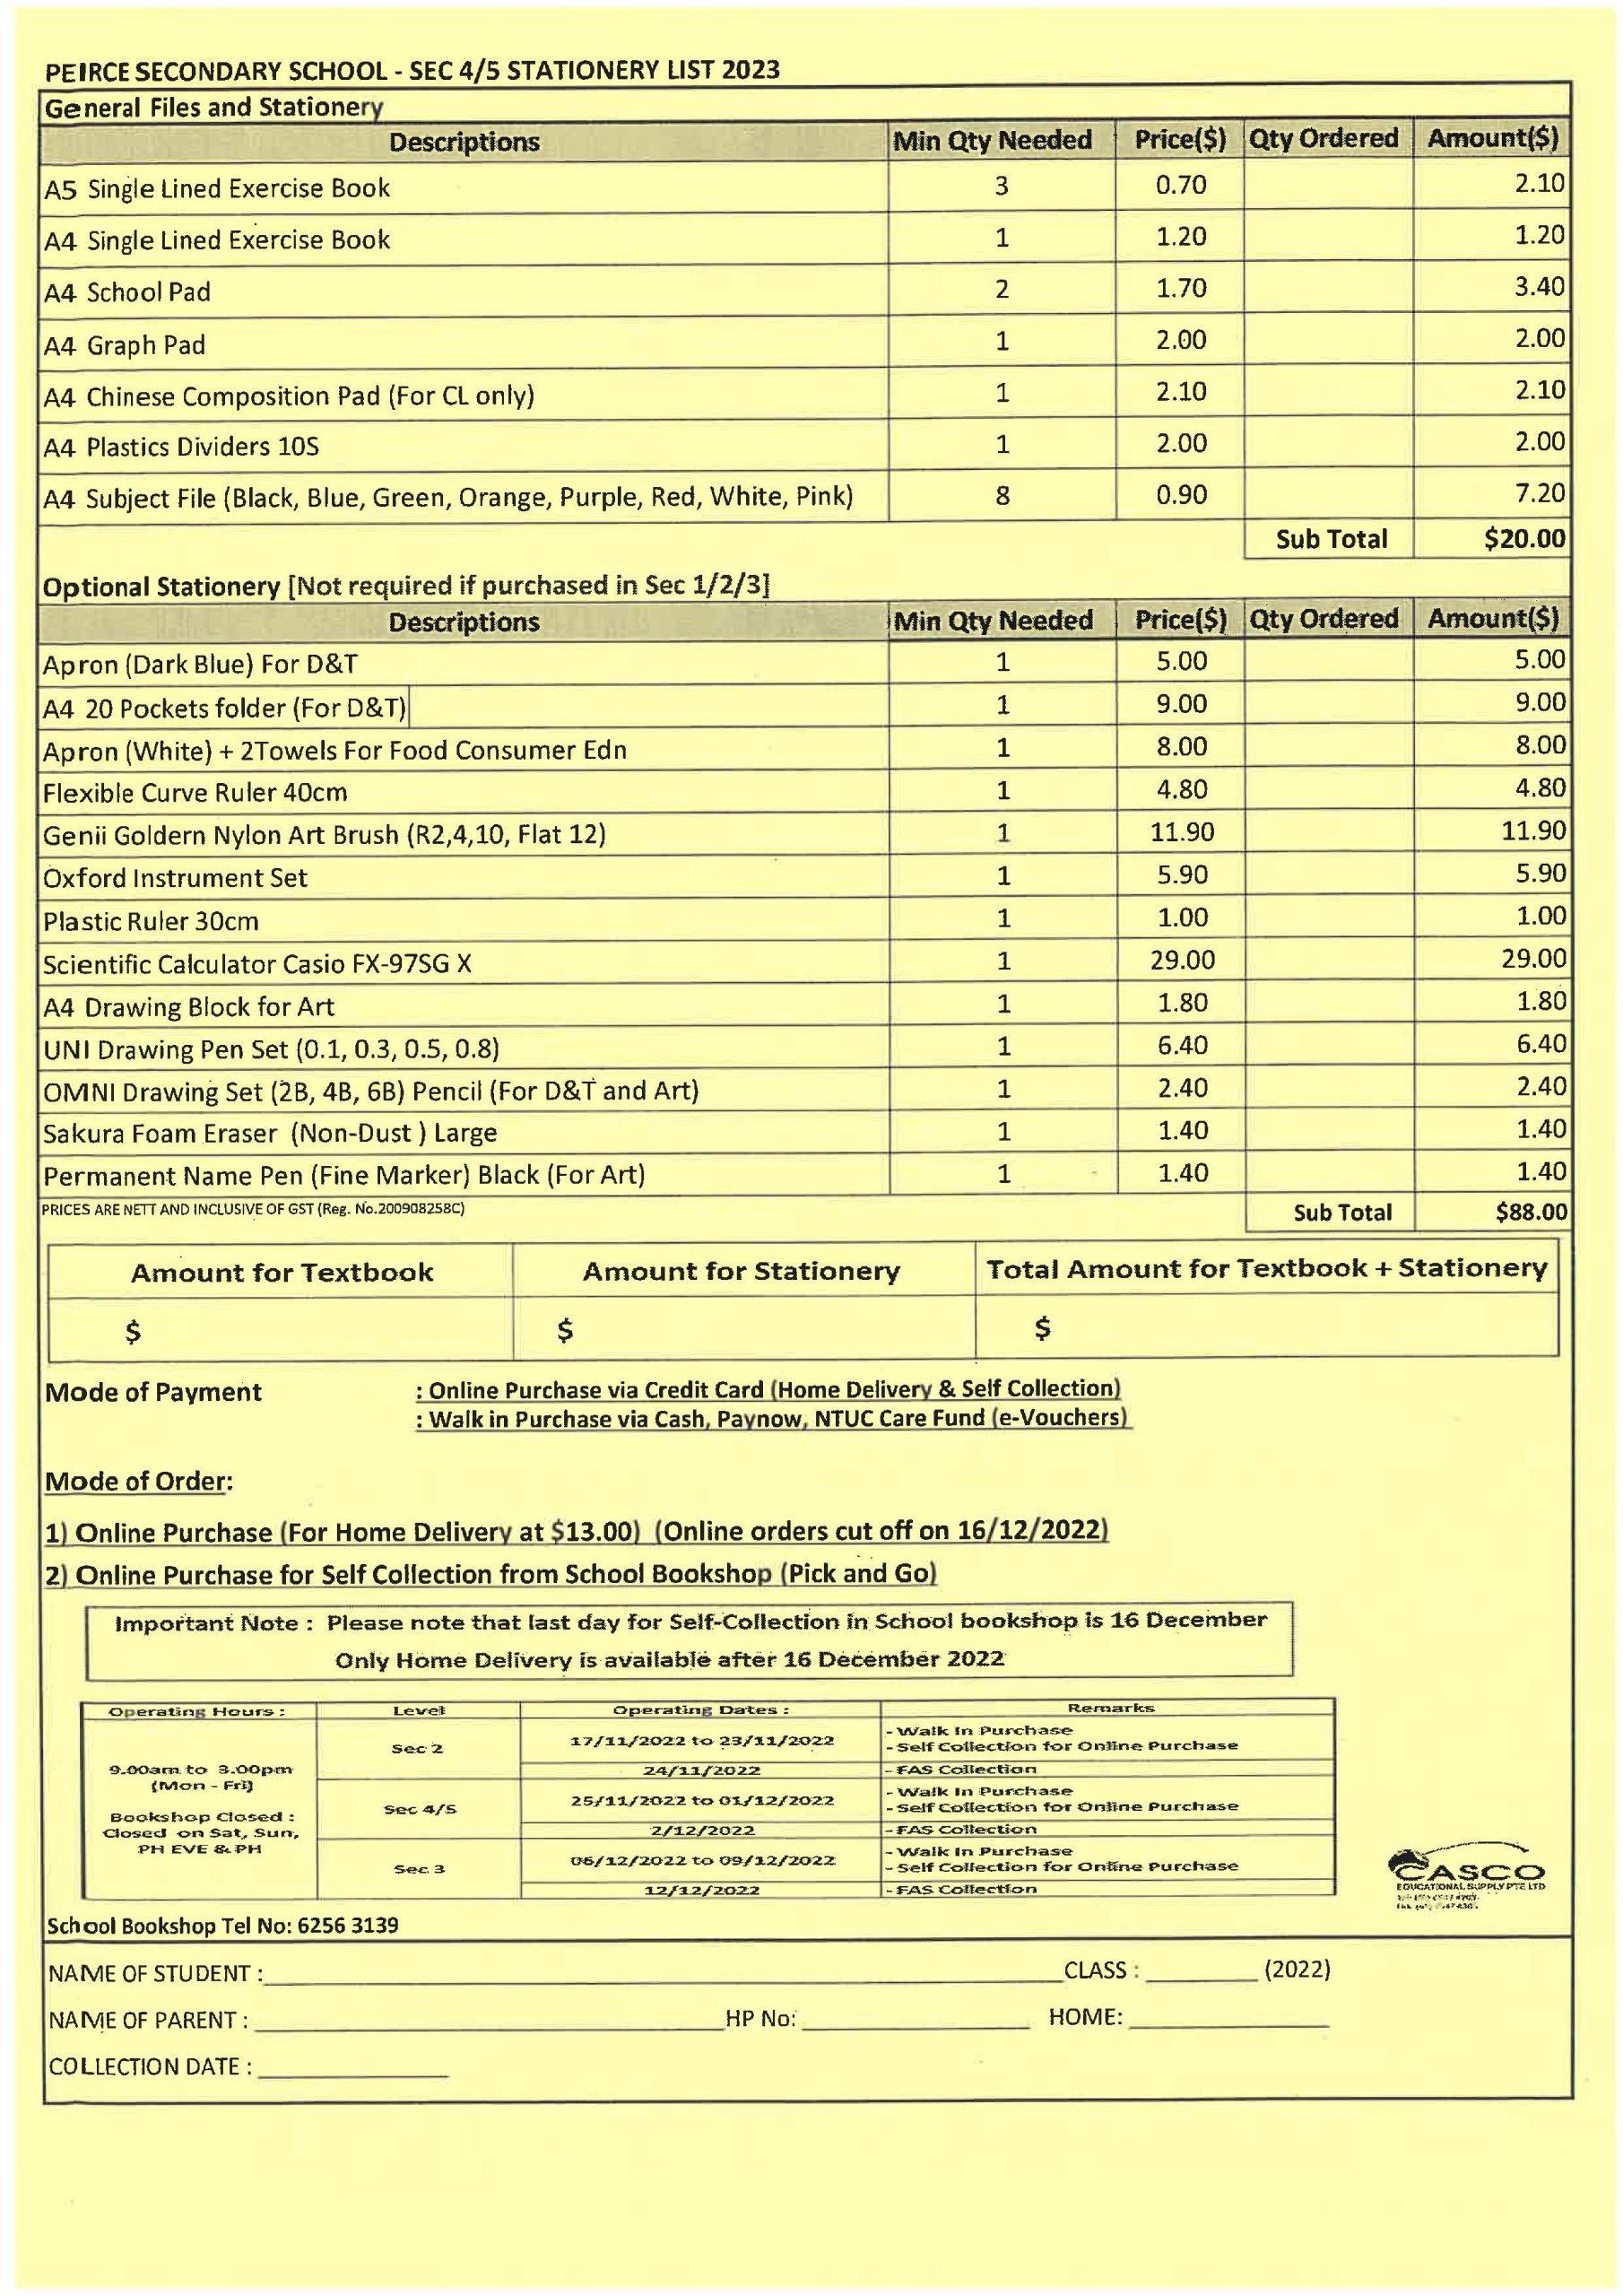 PEIRCE SECONDARY SCHOOL - SEC 4/5 STATIONERY LIST 2023
General Files and Stationery
Descriptions Min Qty Needed Price($) Qty Ordered Amount($)
A5 Single Lined Exercise Book 3 0.70 2.10
A4 Single Lined Exercise Book 1 1.20 1.20
A4 School Pad 2 1.70 3.40
A4 Graph Pad 1 2.00 2.00
A4 Chinese Composition Pad (For CL only) 1 2.10 2.10
A4 Plastics Dividers 10S 1 2.00 2.00
A4 Subject File (Black, Blue, Green, Orange, Purple, Red, White, Pink) 8 0.90 7.20
Sub Total $20.00
Optional Stationery [Not required if purchased in Sec 1/2/3]
Descriptions Min Qty Needed Price($) Qty Ordered Amount($)
Apron (Dark Blue) For D&T 1 5.00 5.00
A4 20 Pockets folder (For D&T) 1 9.00 9.00
Apron (White) + 2Towels For Food Consumer Edn 1 8.00 8.00
Flexible Curve Ruler 40cm 1 4.80 4.80
Genii Goldern Nylon Art Brush (R2,4,10, Flat 12) 1 11.90 11.90
Oxford Instrument Set 1 5.90 5.90
Plastic Ruler 30cm 1 1.00 1.00
Scientific Calculator Casio FX-97SG X 1 29.00 29.00
A4 Drawing Block for Art 1 1.80 1.80
UNI Drawing Pen Set (0.1, 0.3, 0.5, 0.8) 1 6.40 6.40
OMNI Drawing Set (2B, 4B, 6B) Pencil (For D&T and Art) 1 2.40 2.40
Sakura Foam Eraser (Non-Dust ) Large 1 1.40 1.40
Permanent Name Pen (Fine Marker) Black (For Art) 1 1.40 1.40
PRICES ARE NETT AND INCLUSIVE OF GST (Reg. No.200908258C) Sub Total $88.00
Amount for Textbook Amount for Stationery Total Amount for Textbook + Stationery
$ $ $
Mode of Payment : Online Purchase via Credit Card (Home Delivery & Self Collection)
: Walk in Purchase via Cash, Paynow, NTUC Care Fund (e-Vouchers)
Mode of Order:
1) Online Purchase (For Home Delivery at $13.00) (Online orders cut off on 16/12/2022)
2) Online Purchase for Self Collection from School Bookshop (Pick and Go)
Important Note : Please note that last day for Self-Collection in School bookshop is 16 December
Only Home Delivery is available after 16 December 2022
Operating Hours : Level Operating Dates : Remarks
9.00am to 3.00pm
(Mon - Fri)
Bookshop Closed :
Closed on Sat, Sun,
PH EVE & PH
Sec 2 17/11/2022 to 23/11/2022 - Walk In Purchase
- Self Collection for Online Purchase
24/11/2022 - FAS Collection
Sec 4/5 25/11/2022 to 01/12/2022 - Walk In Purchase
- Self Collection for Online Purchase
2/12/2022 - FAS Collection
Sec 3 06/12/2022 to 09/12/2022 - Walk In Purchase
- Self Collection for Online Purchase
12/12/2022 - FAS Collection
CASCO
EDUCATIONAL SUPPLY PTE LTD
School Bookshop Tel No: 6256 3139
NAME OF STUDENT : CLASS : (2022)
NAME OF PARENT : HP No: HOME:
COLLECTION DATE :